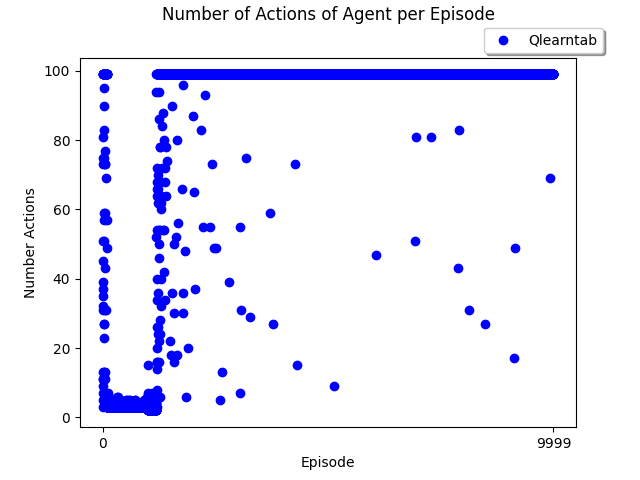 Number of Actions of Agent per Episode
Qlearntab
100
80
60
40
20
0
Number Actions
0
9999
Episode